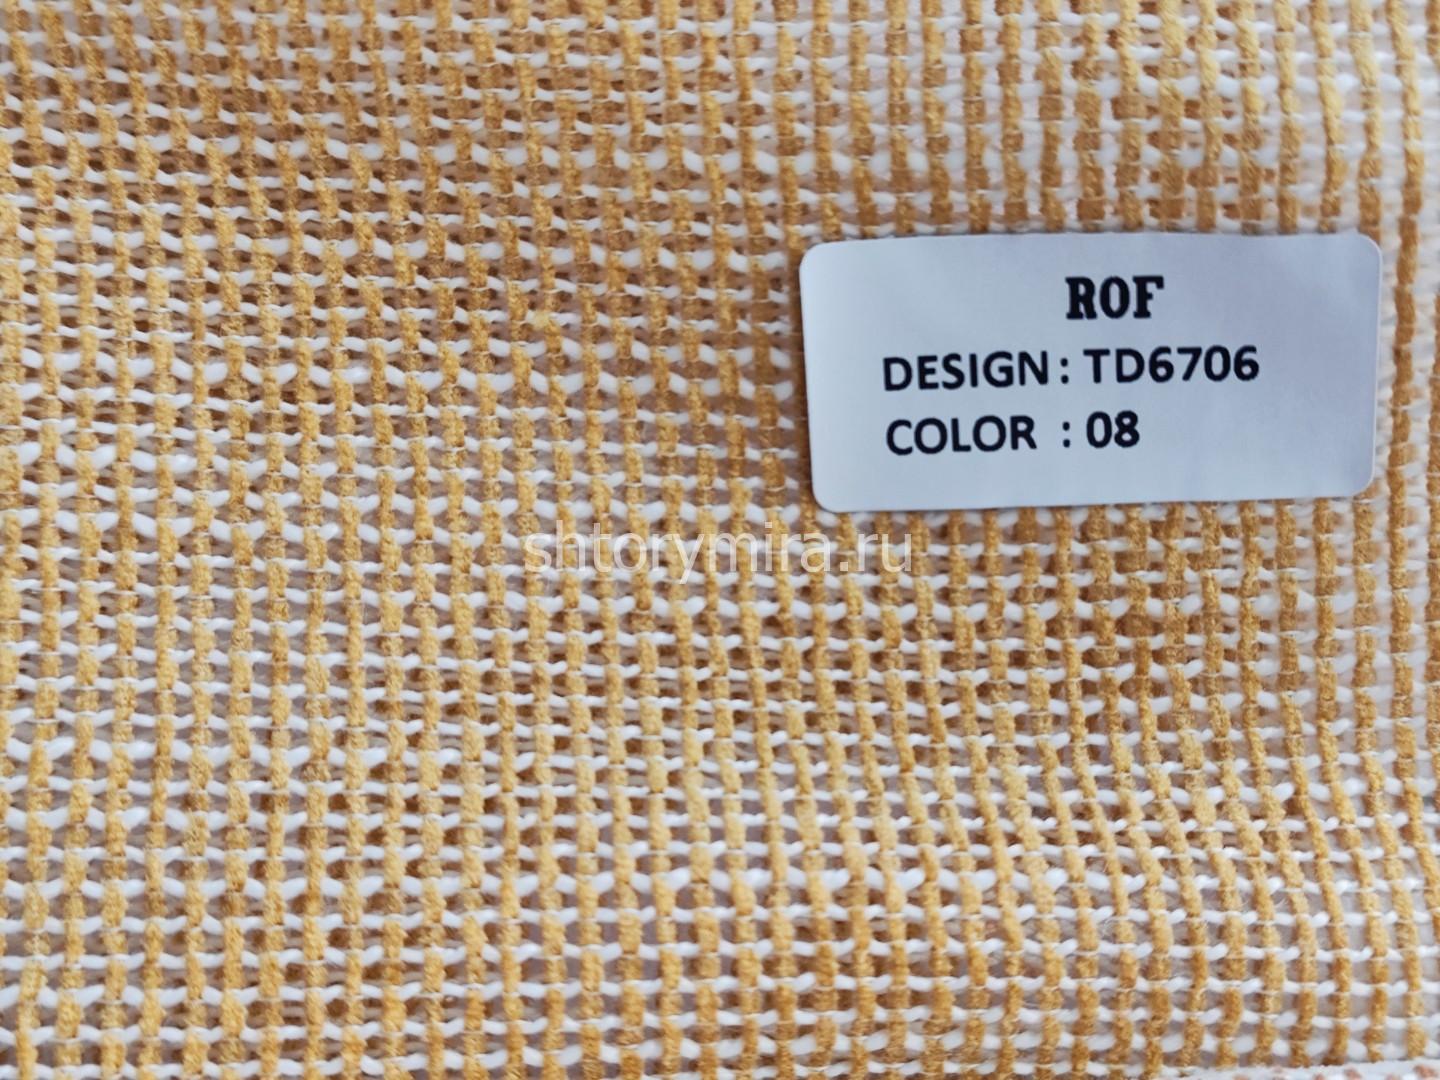 ROF
DESIGN : TD6706
COLOR : 08
shtorymira.ru